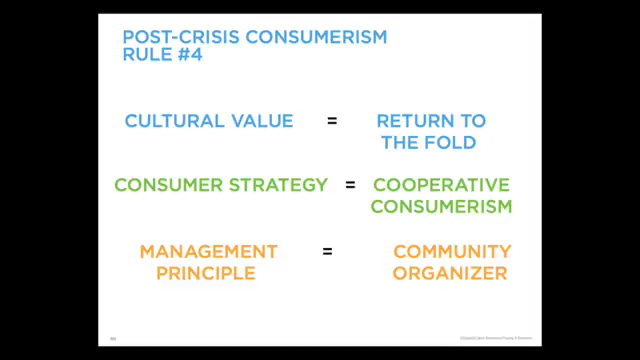 POST-CRISIS CONSUMERISM
RULE #4
CULTURAL VALUE = RETURN TO
THE FOLD
CONSUMER STRATEGY = COOPERATIVE
CONSUMERISM
MANAGEMENT = COMMUNITY
PRINCIPLE ORGANIZER